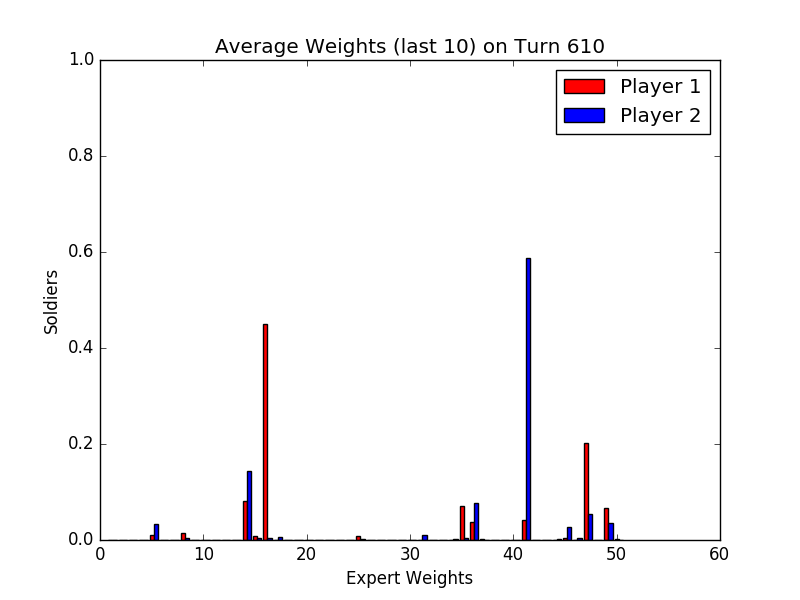 Average Weights (last 10) on Turn 610
1.0
0.8
0.6
0.4
0.2
0.0
Soldiers
Player 1
Player 2
0 10 20 30 40 50 60
Expert Weights